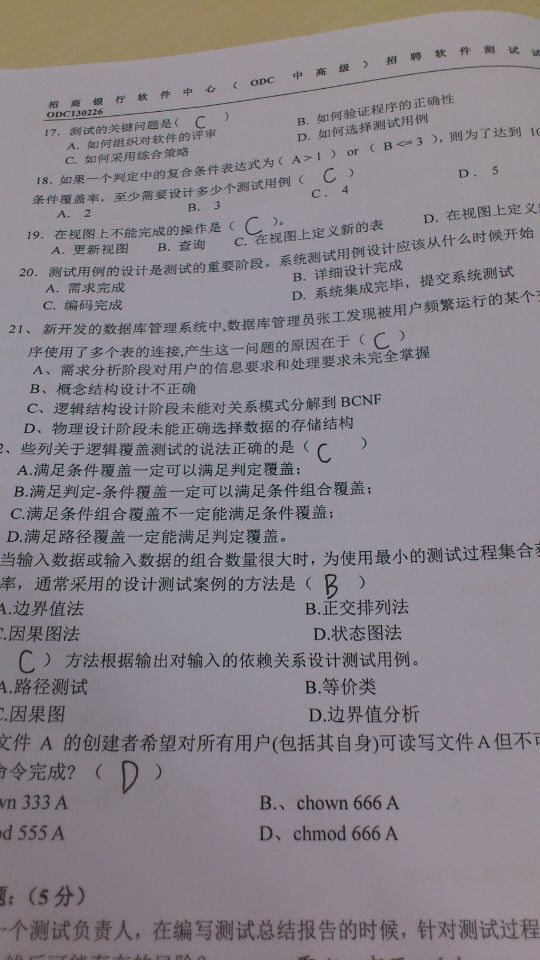 招 商 银 行 软 件 中 心 （ ODC 中 高 级 ） 招 聘 软 件 测 试 试
ODC130226
17．测试的关键问题是( C )
A．如何组织对软件的评审 B．如何验证程序的正确性
C．如何采用综合策略 D．如何选择测试用例
18．如果一个判定中的复合条件表达式为（A>1）or（B<=3），则为了达到 10
条件覆盖率，至少需要设计多少个测试用例（ C ）
A．2 B．3 C．4 D．5
19．在视图上不能完成的操作是（ C ）。
A．更新视图 B．查询 C．在视图上定义新的表 D．在视图上定义
20．测试用例的设计是测试的重要阶段。系统测试用例设计应该从什么时候开始
A．需求完成 B．详细设计完成
C．编码完成 D．系统集成完毕，提交系统测试
21、新开发的数据库管理系统中,数据库管理员张工发现被用户频繁运行的某个
序使用了多个表的连接,产生这一问题的原因在于（ C ）
A、需求分析阶段对用户的信息要求和处理要求未完全掌握
B、概念结构设计不正确
C、逻辑结构设计阶段未能对关系模式分解到 BCNF
D、物理设计阶段未能正确选择数据的存储结构
2、些列关于逻辑覆盖测试的说法正确的是（ C ）
A.满足条件覆盖一定可以满足判定覆盖；
B.满足判定-条件覆盖一定可以满足条件组合覆盖；
C.满足条件组合覆盖不一定能满足条件覆盖；
D.满足路径覆盖一定能满足判定覆盖。
当输入数据或输入数据的组合数量很大时，为使用最小的测试过程集合
率，通常采用的设计测试案例的方法是（ B ）
A.边界值法 B.正交排列法
C.因果图法 D.状态图法
C ）方法根据输出对输入的依赖关系设计测试用例。
A.路径测试 B.等价类
C.因果图 D.边界值分析
文件 A 的创建者希望对所有用户(包括其自身)可读写文件 A 但不可
命令完成？（ D ）
wn 333 A B.、chown 666 A
od 555 A D、chmod 666 A
题：（5 分）
一个测试负责人，在编写测试总结报告的时候，针对测试过程